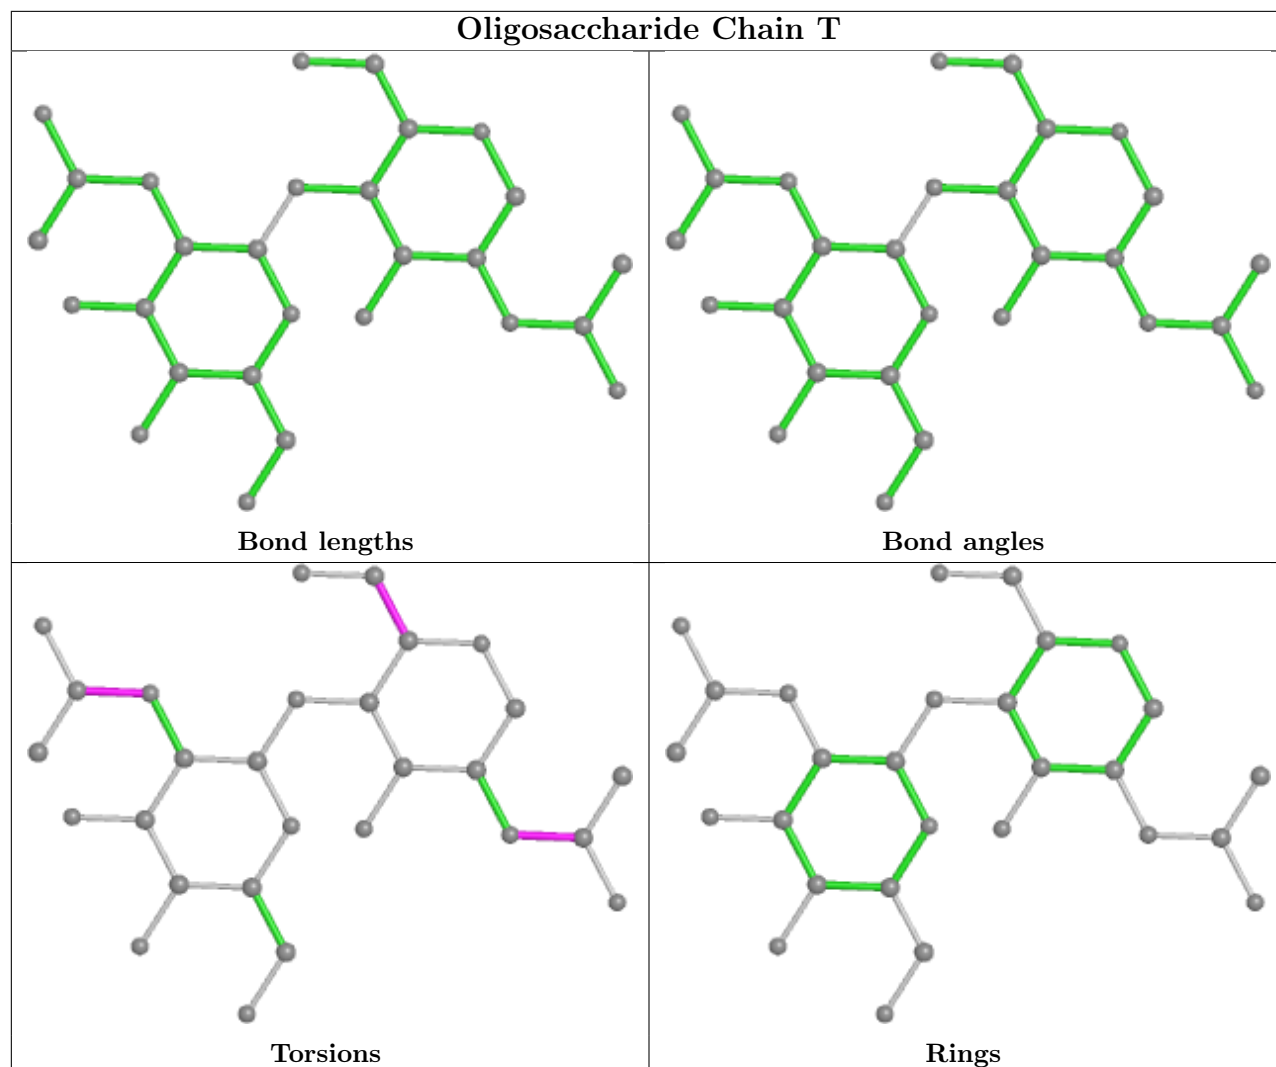 Oligosaccharide Chain T
Bond lengths
Bond angles
Torsions
Rings